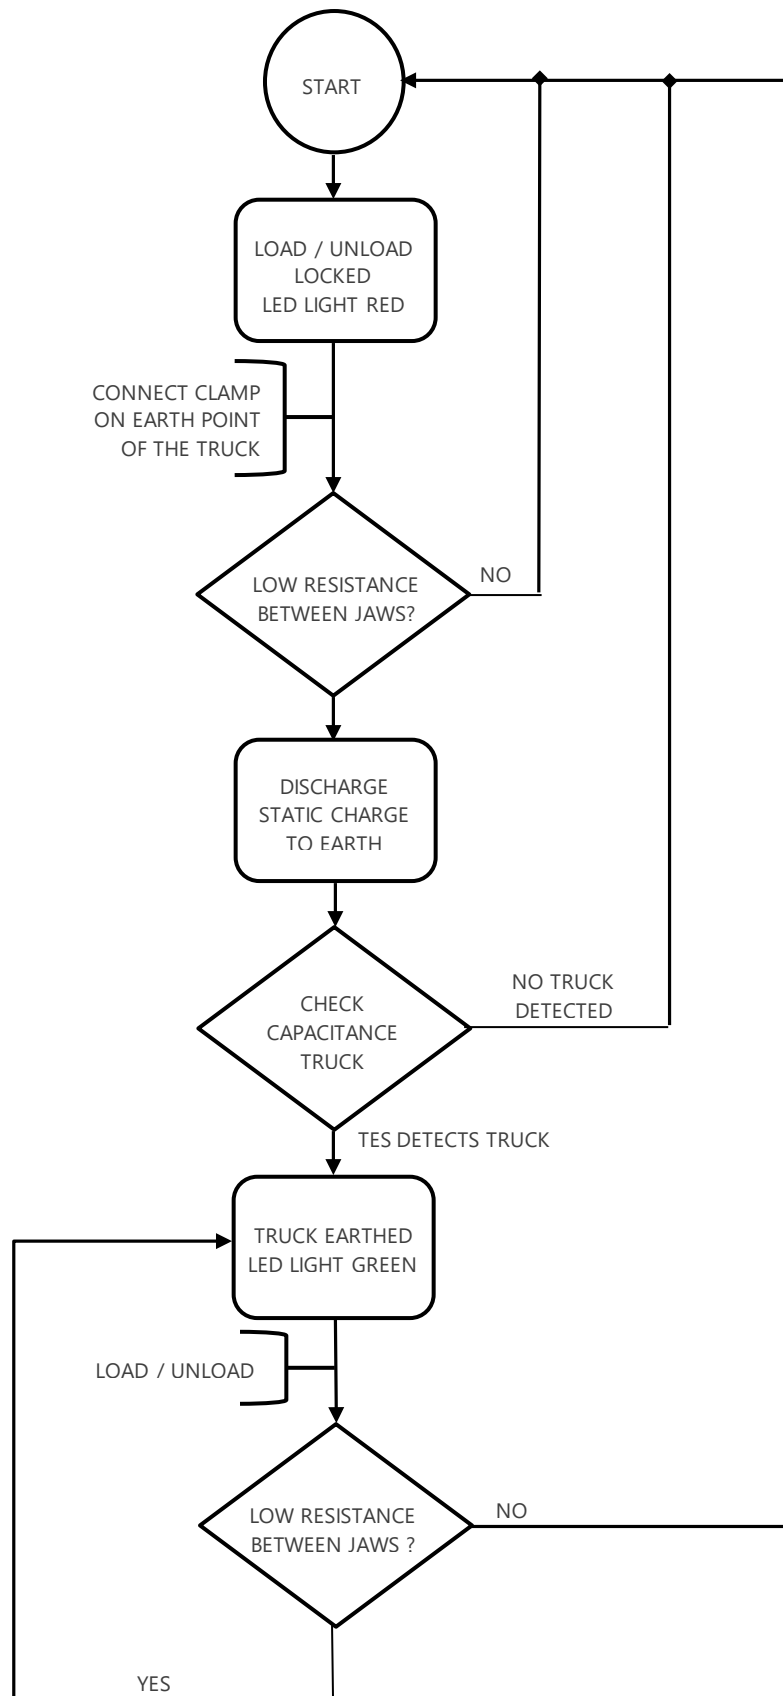 START
LOAD / UNLOAD
LOCKED
LED LIGHT RED
CONNECT CLAMP
ON EARTH POINT
OF THE TRUCK
LOW RESISTANCE
BETWEEN JAWS?
NO
DISCHARGE
STATIC CHARGE
TO EARTH
CHECK
CAPACITANCE
TRUCK
NO TRUCK
DETECTED
TES DETECTS TRUCK
TRUCK EARTHED
LED LIGHT GREEN
LOAD / UNLOAD
LOW RESISTANCE
BETWEEN JAWS ?
NO
YES